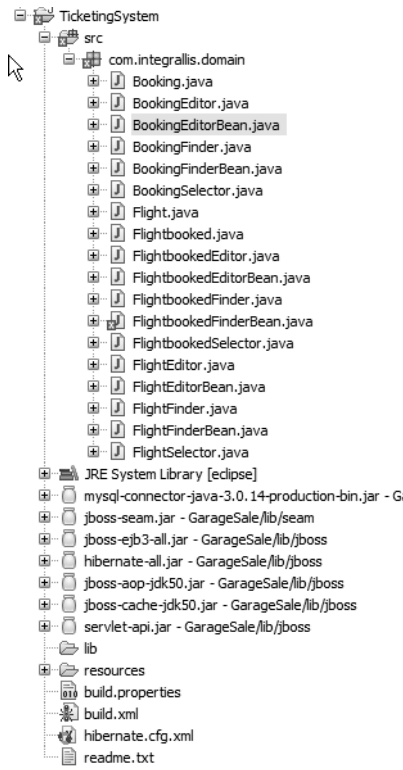 TicketingSystem
src
com.integrallis.domain
Booking.java
BookingEditor.java
BookingEditorBean.java
BookingFinder.java
BookingFinderBean.java
BookingSelector.java
Flight.java
Flightbooked.java
FlightbookedEditor.java
FlightbookedEditorBean.java
FlightbookedFinder.java
FlightbookedFinderBean.java
FlightbookedSelector.java
FlightEditor.java
FlightEditorBean.java
FlightFinder.java
FlightFinderBean.java
FlightSelector.java
JRE System Library [eclipse]
mysql-connector-java-3.0.14-production-bin.jar - G
jboss-seam.jar - GarageSale/lib/seam
jboss-ejb3-all.jar - GarageSale/lib/jboss
hibernate-all.jar - GarageSale/lib/jboss
jboss-aop-jdk50.jar - GarageSale/lib/jboss
jboss-cache-jdk50.jar - GarageSale/lib/jboss
servlet-api.jar - GarageSale/lib/jboss
lib
resources
build.properties
build.xml
hibernate.cfg.xml
readme.txt